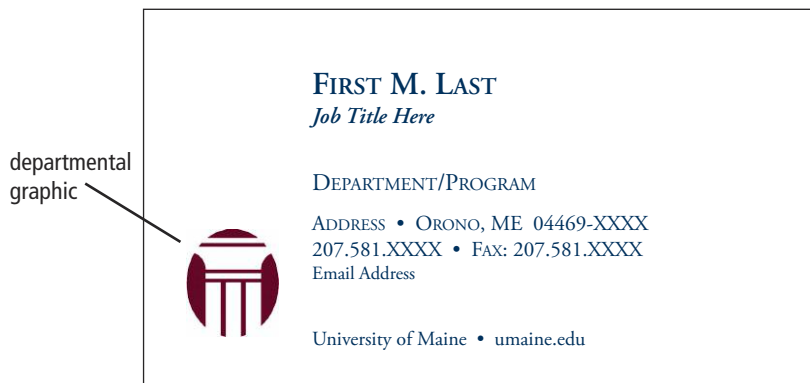 FIRST M. LAST
Job Title Here
departmental
graphic
DEPARTMENT/PROGRAM
ADDRESS • ORONO, ME 04469-XXXX
207.581.XXXX • FAX: 207.581.XXXX
Email Address
University of Maine • umaine.edu